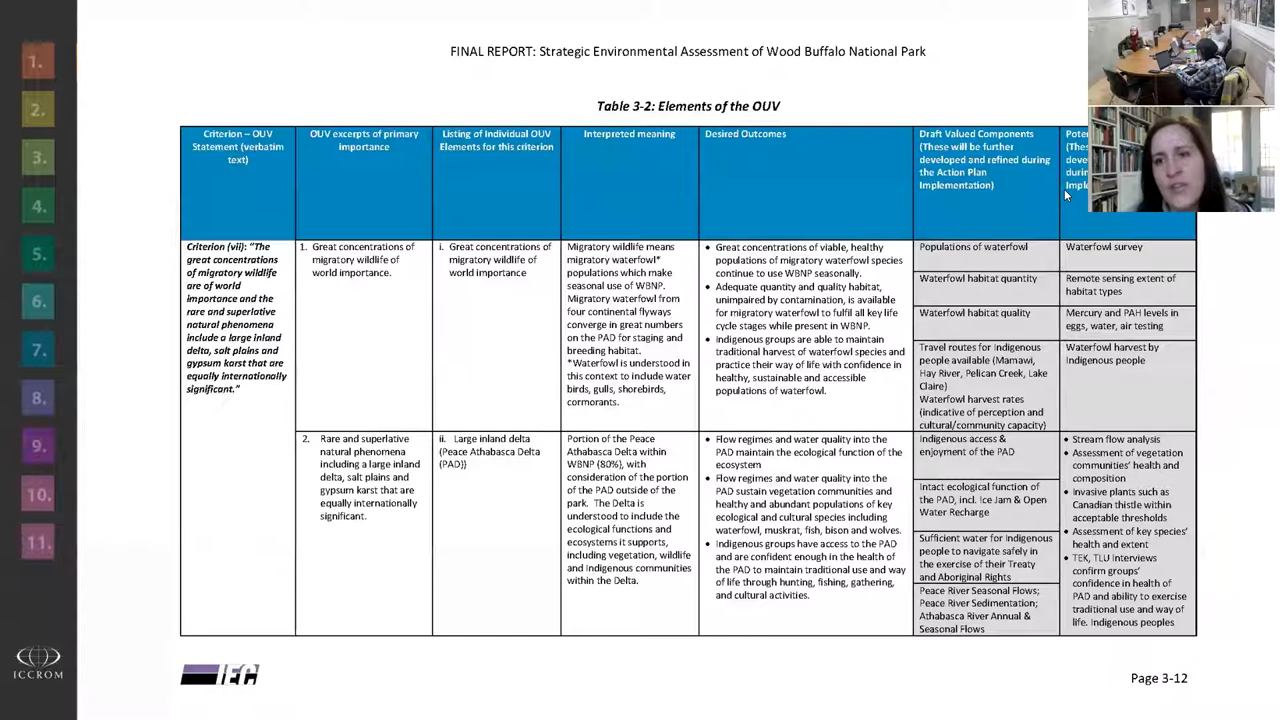 1.
2.
3.
4.
5.
6.
7.
8.
9.
10.
11.
ICCROM
FINAL REPORT: Strategic Environmental Assessment of Wood Buffalo National Park
Table 3-2: Elements of the OUV
Criterion – OUV
Statement (verbatim
text)
OUV excerpts of primary
importance
Listing of Individual OUV
Elements for this criterion
Interpreted meaning
Desired Outcomes
Draft Valued Components
(These will be further
developed and refined during
the Action Plan
Implementation)
Criterion (vii): "The
great concentrations
of migratory wildlife
are of world
importance and the
rare and superlative
natural phenomena
include a large inland
delta, salt plains and
gypsum karst that are
equally internationally
significant."
1. Great concentrations of
migratory wildlife of
world importance.
i. Great concentrations of
migratory wildlife of
world importance
Migratory wildlife means
migratory waterfowl*
populations which make
seasonal use of WBNP.
Migratory waterfowl from
four continental flyways
converge in great numbers
on the PAD for staging and
breeding habitat.
*Waterfowl is understood in
this context to include water
birds, gulls, shorebirds,
cormorants.
• Great concentrations of viable, healthy
populations of migratory waterfowl species
continue to use WBNP seasonally.
• Adequate quantity and quality habitat,
unimpaired by contamination, is available
for migratory waterfowl to fulfil all key life
cycle stages while present in WBNP.
• Indigenous groups are able to maintain
traditional harvest of waterfowl species and
practice their way of life with confidence in
healthy, sustainable and accessible
populations of waterfowl.
Populations of waterfowl
Waterfowl survey
Waterfowl habitat quantity
Remote sensing extent of
habitat types
Waterfowl habitat quality
Mercury and PAH levels in
eggs, water, air testing
Travel routes for Indigenous
people available (Mamawi,
Hay River, Pelican Creek, Lake
Claire)
Waterfowl harvest rates
(indicative of perception and
cultural/community capacity)
Waterfowl harvest by
Indigenous people
2. Rare and superlative
natural phenomena
including a large inland
delta, salt plains and
gypsum karst that are
equally internationally
significant.
ii. Large inland delta
(Peace Athabasca Delta
(PAD))
Portion of the Peace
Athabasca Delta within
WBNP (80%), with
consideration of the portion
of the PAD outside of the
park. The Delta is
understood to include the
ecological functions and
ecosystems it supports,
including vegetation, wildlife
and Indigenous communities
within the Delta.
• Flow regimes and water quality into the
PAD maintain the ecological function of the
ecosystem
• Flow regimes and water quality into the
PAD sustain vegetation communities and
healthy and abundant populations of key
ecological and cultural species including
waterfowl, muskrat, fish, bison and wolves.
• Indigenous groups have access to the PAD
and are confident enough in the health of
the PAD to maintain traditional use and way
of life through hunting, fishing, gathering,
and cultural activities.
Indigenous access &
enjoyment of the PAD
Intact ecological function of
the PAD, incl. Ice Jam & Open
Water Recharge
Sufficient water for Indigenous
people to navigate safely in
the exercise of their Treaty
and Aboriginal Rights
Peace River Seasonal Flows;
Peace River Sedimentation;
Athabasca River Annual &
Seasonal Flows
• Stream flow analysis
• Assessment of vegetation
communities' health and
composition
• Invasive plants such as
Canadian thistle within
acceptable thresholds
• Assessment of key species'
health and extent
• TEK, TLU Interviews
confirm groups'
confidence in health of
PAD and ability to exercise
traditional use and way of
life. Indigenous peoples
IEC
Page 3-12